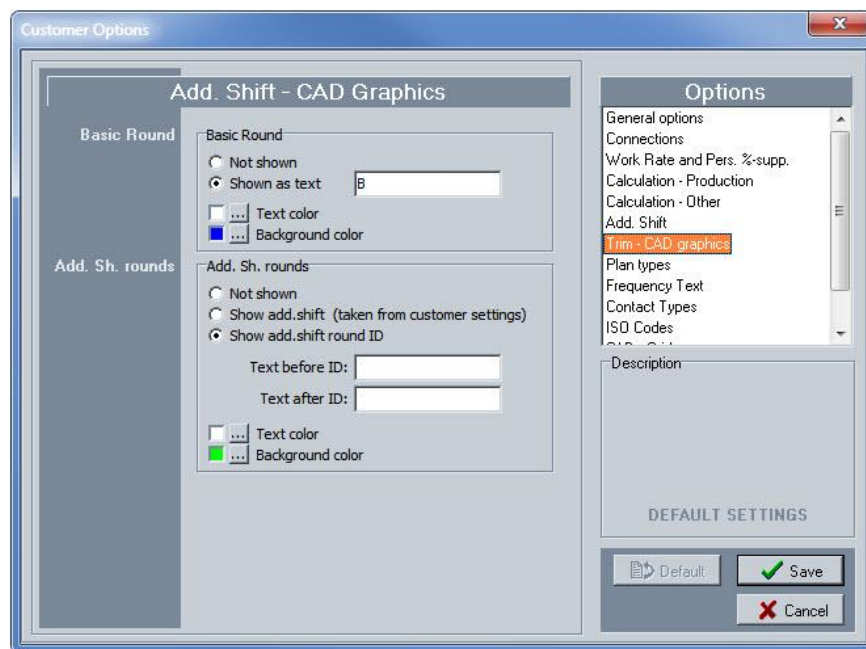 Customer Options
Add. Shift - CAD Graphics
Basic Round
Basic Round
Not shown
Shown as text B
... Text color
... Background color
Add. Sh. rounds
Add. Sh. rounds
Not shown
Show add.shift (taken from customer settings)
Show add.shift round ID
Text before ID:
Text after ID:
... Text color
... Background color
Options
General options
Connections
Work Rate and Pers. %-supp.
Calculation - Production
Calculation - Other
Add. Shift
Trim - CAD graphics
Plan types
Frequency Text
Contact Types
ISO Codes
Description
DEFAULT SETTINGS
Default
Save
Cancel